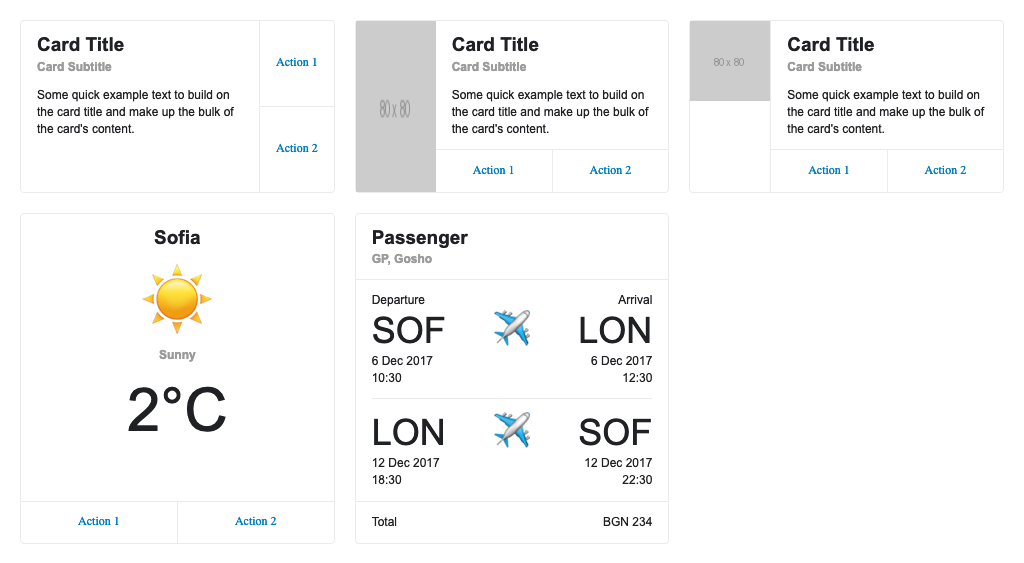 Card Title
Card Subtitle
Some quick example text to build on
the card title and make up the bulk of
the card's content.
Action 1
Action 2
80 x 80
Card Title
Card Subtitle
Some quick example text to build on
the card title and make up the bulk of
the card's content.
Action 1
Action 2
80 x 80
Card Title
Card Subtitle
Some quick example text to build on
the card title and make up the bulk of
the card's content.
Action 1
Action 2
Sofia
Sunny
2°C
Action 1
Action 2
Passenger
GP, Gosho
Departure
Arrival
SOF
LON
6 Dec 2017
6 Dec 2017
10:30
12:30
LON
SOF
12 Dec 2017
12 Dec 2017
18:30
22:30
Total
BGN 234